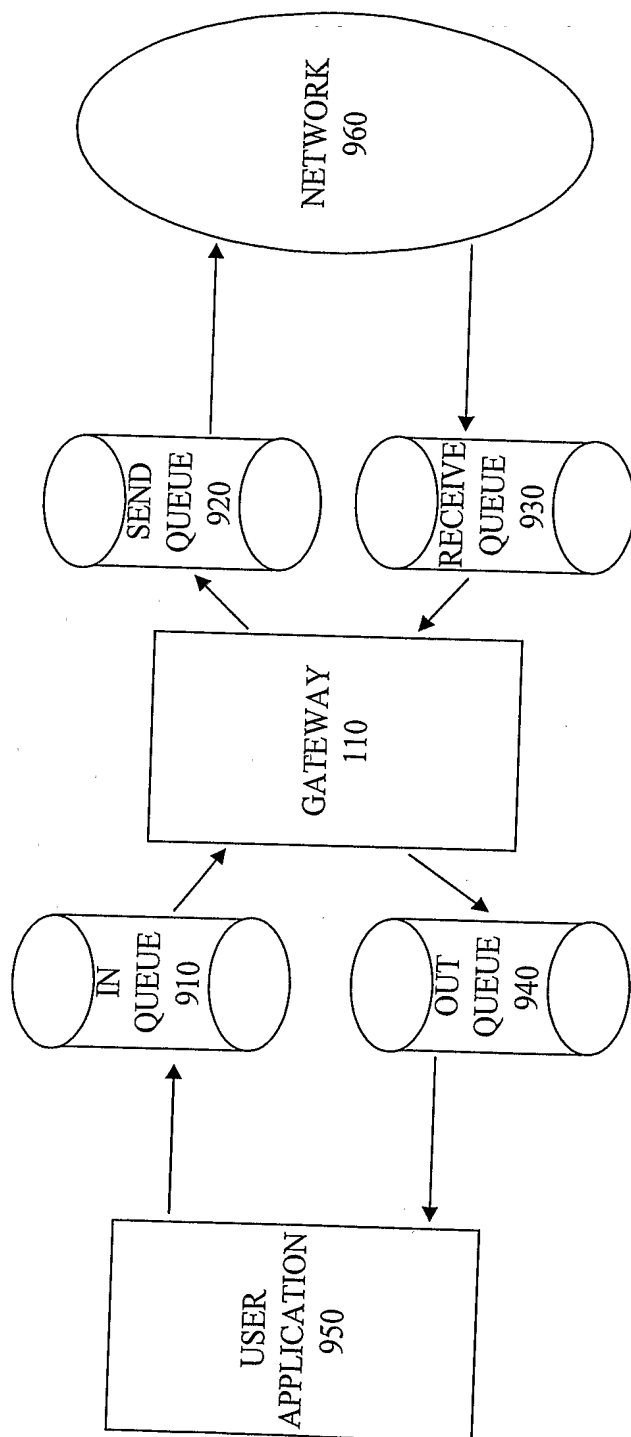 USER
APPLICATION
950
IN
QUEUE
910
OUT
QUEUE
940
GATEWAY
110
SEND
QUEUE
920
RECEIVE
QUEUE
930
NETWORK
960